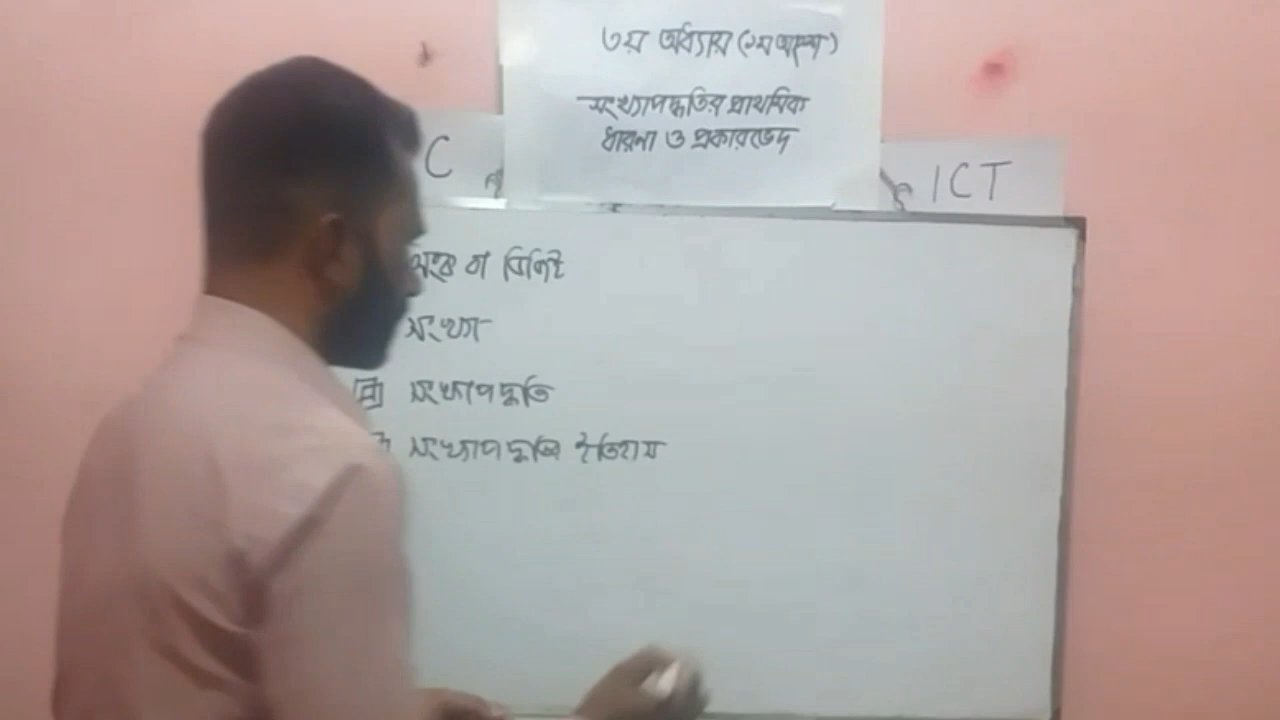 ৩য় অধ্যায় (১ম অংশ)
সংখ্যাপদ্ধতির প্রাথমিক
ধারনা ও প্রকারভেদ
C
ICT
অংক বা ডিজিট
সংখ্যা
সংখ্যাপদ্ধতি
সংখ্যাপদ্ধতির ইতিহাস